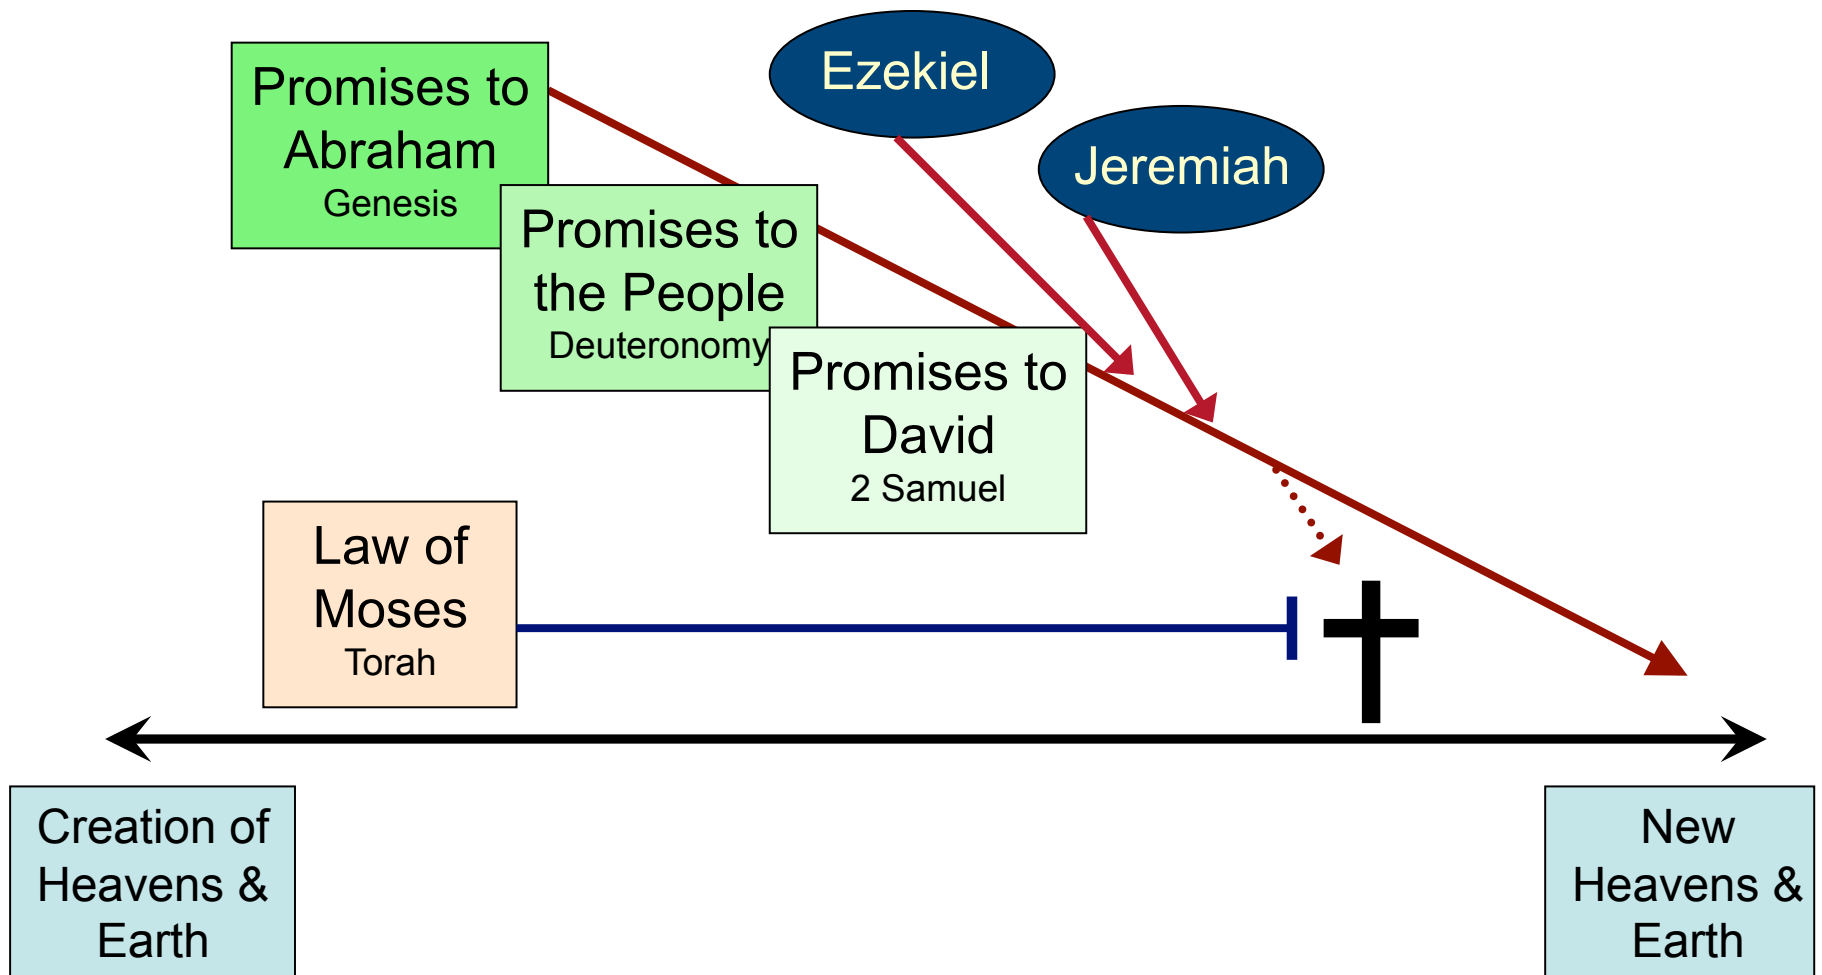 Promises to
Abraham
Genesis
Ezekiel
Jeremiah
Promises to
the People
Deuteronomy
Promises to
David
2 Samuel
Law of
Moses
Torah
Creation of
Heavens &
Earth
New
Heavens &
Earth